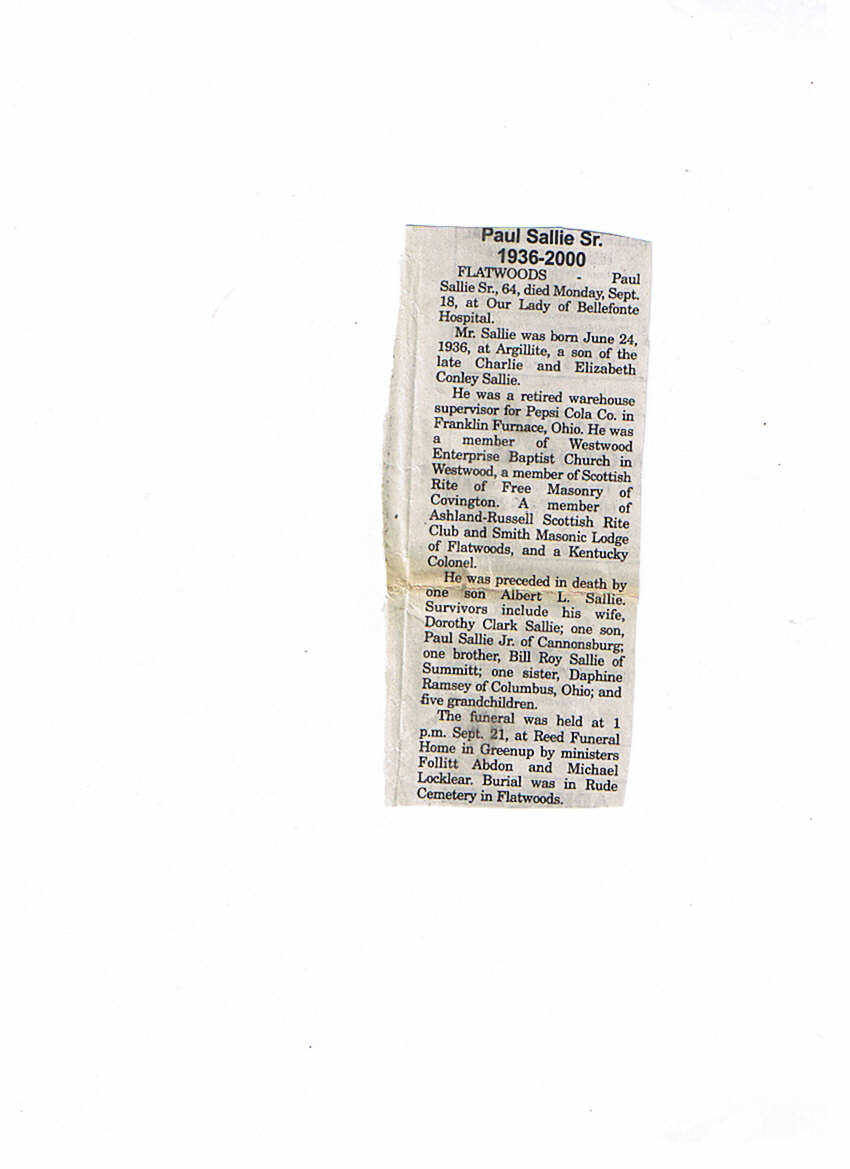 Paul Sallie Sr.
1936-2000
FLATWOODS - Paul
Sallie Sr., 64, died Monday, Sept.
18, at Our Lady of Bellefonte
Hospital.
Mr. Sallie was born June 24,
1936, at Argillite, a son of the
late Charlie and Elizabeth
Conley Sallie.
He was a retired warehouse
supervisor for Pepsi Cola Co. in
Franklin Furnace, Ohio. He was
a member of Westwood
Enterprise Baptist Church in
Westwood, a member of Scottish
Rite of Free Masonry of
Covington. A member of
Ashland-Russell Scottish Rite
Club and Smith Masonic Lodge
of Flatwoods, and a Kentucky
Colonel.
He was preceded in death by
one son Albert L. Sallie.
Survivors include his wife,
Dorothy Clark Sallie; one son,
Paul Sallie Jr. of Cannonsburg;
one brother, Bill Roy Sallie of
Summitt; one sister, Daphine
Ramsey of Columbus, Ohio; and
five grandchildren.
The funeral was held at 1
p.m. Sept. 21, at Reed Funeral
Home in Greenup by ministers
Follitt Abdon and Michael
Locklear. Burial was in Rude
Cemetery in Flatwoods.